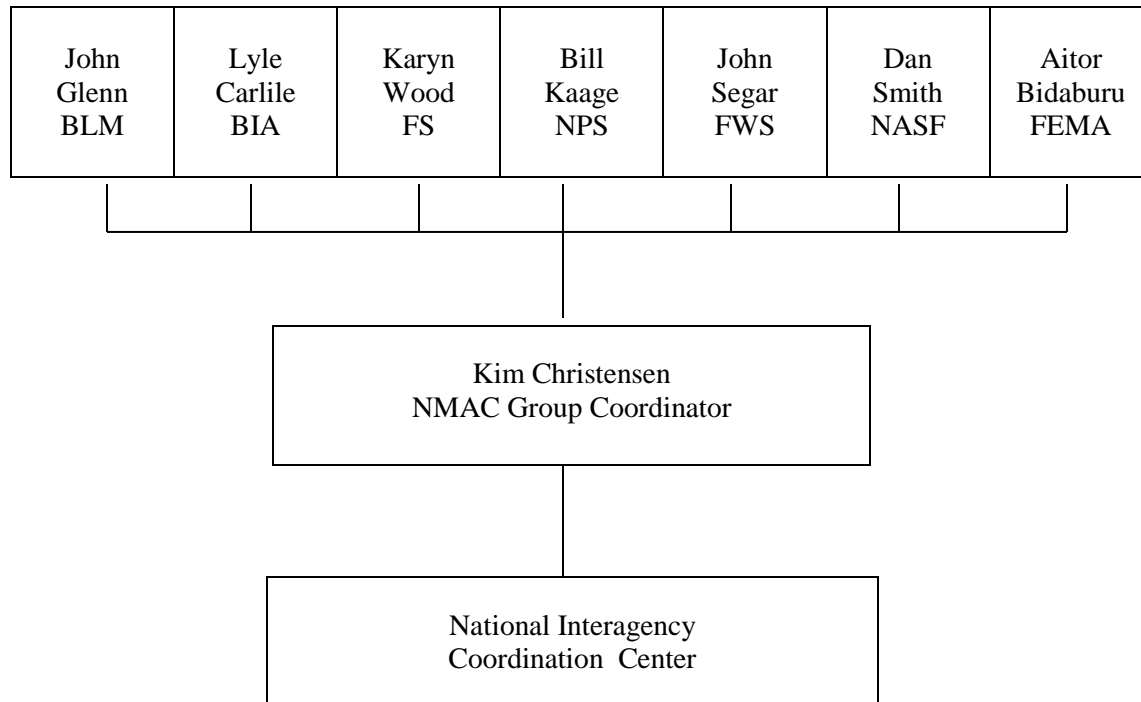 John
Glenn
BLM
Lyle
Carlile
BIA
Karyn
Wood
FS
Bill
Kaage
NPS
John
Segar
FWS
Dan
Smith
NASF
Aitor
Bidaburu
FEMA
Kim Christensen
NMAC Group Coordinator
National Interagency
Coordination Center